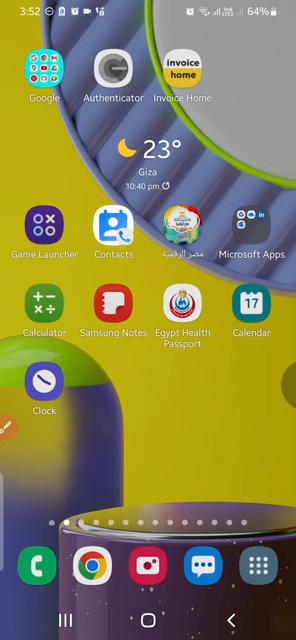 3:52
64%
Google
Authenticator
invoice
home
Invoice Home
23°
Giza
10:40 pm
Game Launcher
Contacts
مصر الرقمية
Microsoft Apps
17
Calculator
Samsung Notes
Egypt Health
Passport
Calendar
Clock